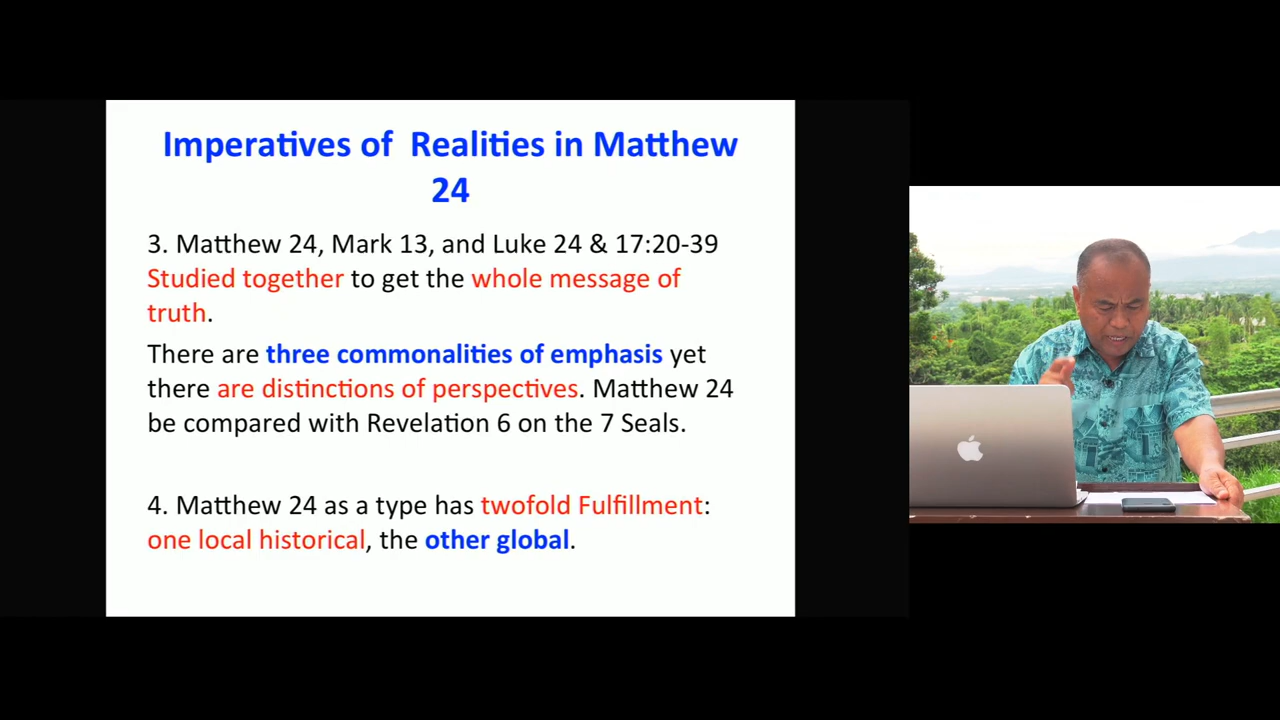 Imperatives of  Realities in Matthew
24
3. Matthew 24, Mark 13, and Luke 24 & 17:20-39
Studied together to get the whole message of
truth.
There are three commonalities of emphasis yet
there are distinctions of perspectives. Matthew 24
be compared with Revelation 6 on the 7 Seals.
4. Matthew 24 as a type has twofold Fulfillment:
one local historical, the other global.